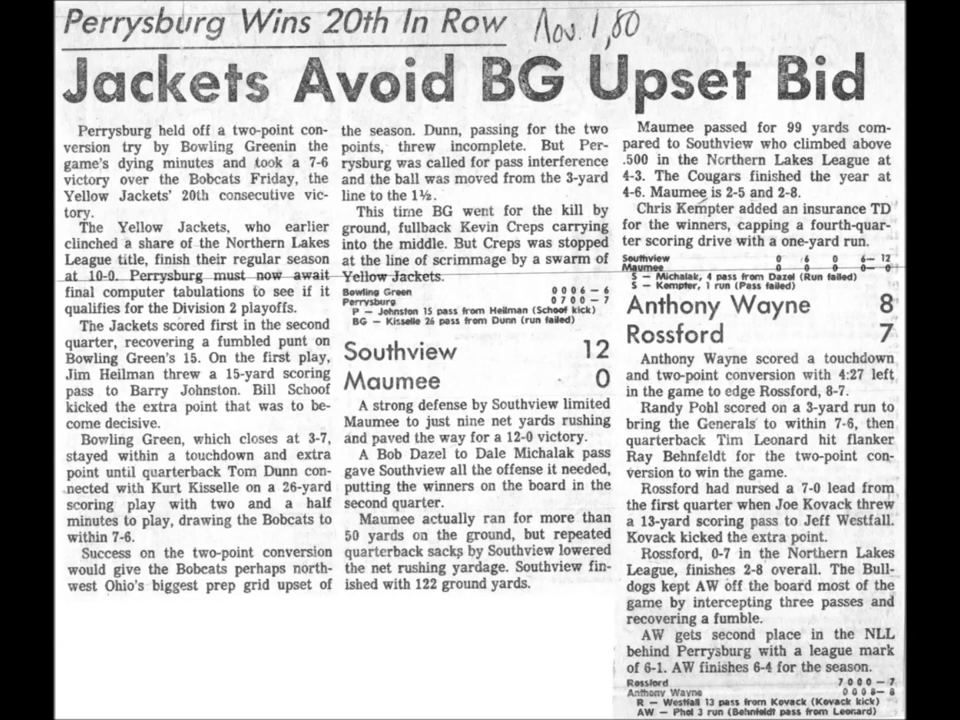 Perrysburg Wins 20th In Row
Nov. 1, 80
Jackets Avoid BG Upset Bid
Perrysburg held off a two-point con-
version try by Bowling Greenin the
game's dying minutes and took a 7-6
victory over the Bobcats Friday, the
Yellow Jackets' 20th consecutive vic-
tory.
The Yellow Jackets, who earlier
clinched a share of the Northern Lakes
League title, finish their regular season
at 10-0. Perrysburg must now await
final computer tabulations to see if it
qualifies for the Division 2 playoffs.
The Jackets scored first in the second
quarter, recovering a fumbled punt on
Bowling Green's 15. On the first play,
Jim Heilman threw a 15-yard scoring
pass to Barry Johnston. Bill Schoof
kicked the extra point that was to be-
come decisive.
Bowling Green, which closes at 3-7,
stayed within a touchdown and extra
point until quarterback Tom Dunn con-
nected with Kurt Kisselle on a 26-yard
scoring play with two and a half
minutes to play, drawing the Bobcats to
within 7-6.
Success on the two-point conversion
would give the Bobcats perhaps north-
west Ohio's biggest prep grid upset of
the season. Dunn, passing for the two
points, threw incomplete. But Per-
rysburg was called for pass interference
and the ball was moved from the 3-yard
line to the 1½.
This time BG went for the kill by
ground, fullback Kevin Creps carrying
into the middle. But Creps was stopped
at the line of scrimmage by a swarm of
Yellow Jackets.
Bowling Green 0 0 0 6 — 6
Perrysburg 0 7 0 0 — 7
P — Johnston 15 pass from Heilman (Schoof kick)
BG — Kisselle 26 pass from Dunn (run failed)
Southview 12
Maumee 0
A strong defense by Southview limited
Maumee to just nine net yards rushing
and paved the way for a 12-0 victory.
A Bob Dazel to Dale Michalak pass
gave Southview all the offense it needed,
putting the winners on the board in the
second quarter.
Maumee actually ran for more than
50 yards on the ground, but repeated
quarterback sacks by Southview lowered
the net rushing yardage. Southview fin-
ished with 122 ground yards.
Maumee passed for 99 yards com-
pared to Southview who climbed above
.500 in the Northern Lakes League at
4-3. The Cougars finished the year at
4-6. Maumee is 2-5 and 2-8.
Chris Kempter added an insurance TD
for the winners, capping a fourth-quar-
ter scoring drive with a one-yard run.
Southview 0 6 0 6— 12
Maumee 0 0 0 0— 0
S — Michalak, 4 pass from Dazel (Run failed)
S — Kempter, 1 run (Pass failed)
Anthony Wayne 8
Rossford 7
Anthony Wayne scored a touchdown
and two-point conversion with 4:27 left
in the game to edge Rossford, 8-7.
Randy Pohl scored on a 3-yard run to
bring the Generals to within 7-6, then
quarterback Tim Leonard hit flanker
Ray Behnfeldt for the two-point con-
version to win the game.
Rossford had nursed a 7-0 lead from
the first quarter when Joe Kovack threw
a 13-yard scoring pass to Jeff Westfall.
Kovack kicked the extra point.
Rossford, 0-7 in the Northern Lakes
League, finishes 2-8 overall. The Bull-
dogs kept AW off the board most of the
game by intercepting three passes and
recovering a fumble.
AW gets second place in the NLL
behind Perrysburg with a league mark
of 6-1. AW finishes 6-4 for the season.
Rossford 7 0 0 0 — 7
Anthony Wayne 0 0 0 8— 8
R — Westfall 13 pass from Kovack (Kovack kick)
AW — Phol 3 run (Behnfeldt pass from Leonard)